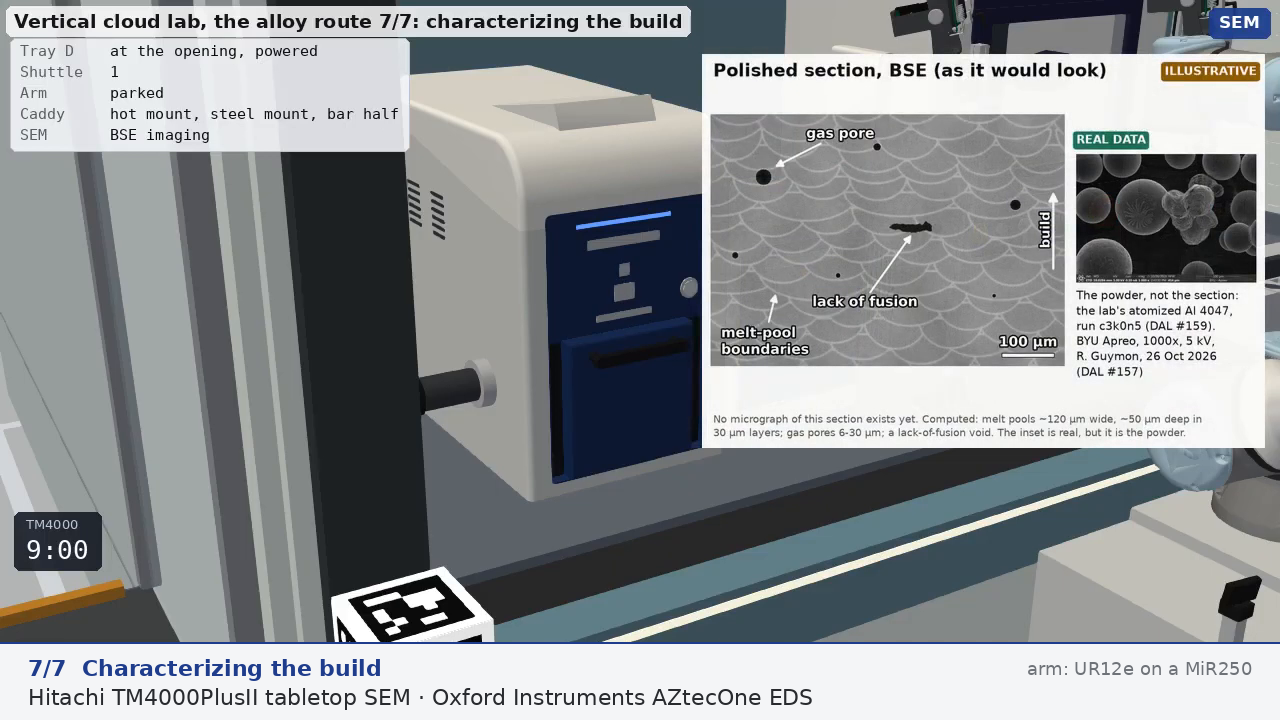 Vertical cloud lab, the alloy route 7/7: characterizing the build
SEM
Tray D at the opening, powered
Shuttle 1
Arm parked
Caddy hot mount, steel mount, bar half
SEM BSE imaging
Polished section, BSE (as it would look)
ILLUSTRATIVE
gas pore
lack of fusion
melt-pool
boundaries
build
100 µm
REAL DATA
The powder, not the section:
the lab's atomized Al 4047,
run c3k0n5 (DAL #159).
BYU Apreo, 1000x, 5 kV,
R. Guymon, 26 Oct 2026
(DAL #157)
No micrograph of this section exists yet. Computed: melt pools ~120 µm wide, ~50 µm deep in
30 µm layers; gas pores 6-30 µm; a lack-of-fusion void. The inset is real, but it is the powder.
TM4000
9:00
7/7 Characterizing the build
arm: UR12e on a MiR250
Hitachi TM4000PlusII tabletop SEM · Oxford Instruments AZtecOne EDS